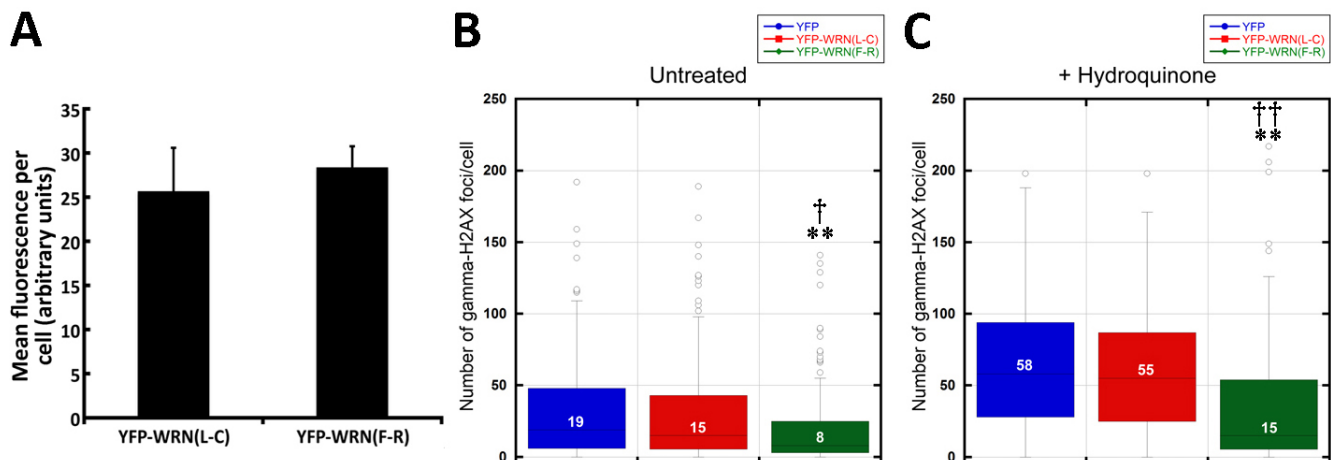 A
Mean fluorescence per
cell (arbitrary units)
35
30
25
20
15
10
5
0
YFP-WRN(L-C)
YFP-WRN(F-R)
B
YFP
YFP-WRN(L-C)
YFP-WRN(F-R)
Untreated
Number of gamma-H2AX foci/cell
250
200
150
100
50
0
19
15
8
†
**
C
YFP
YFP-WRN(L-C)
YFP-WRN(F-R)
+ Hydroquinone
Number of gamma-H2AX foci/cell
250
200
150
100
50
0
58
55
15
††
**